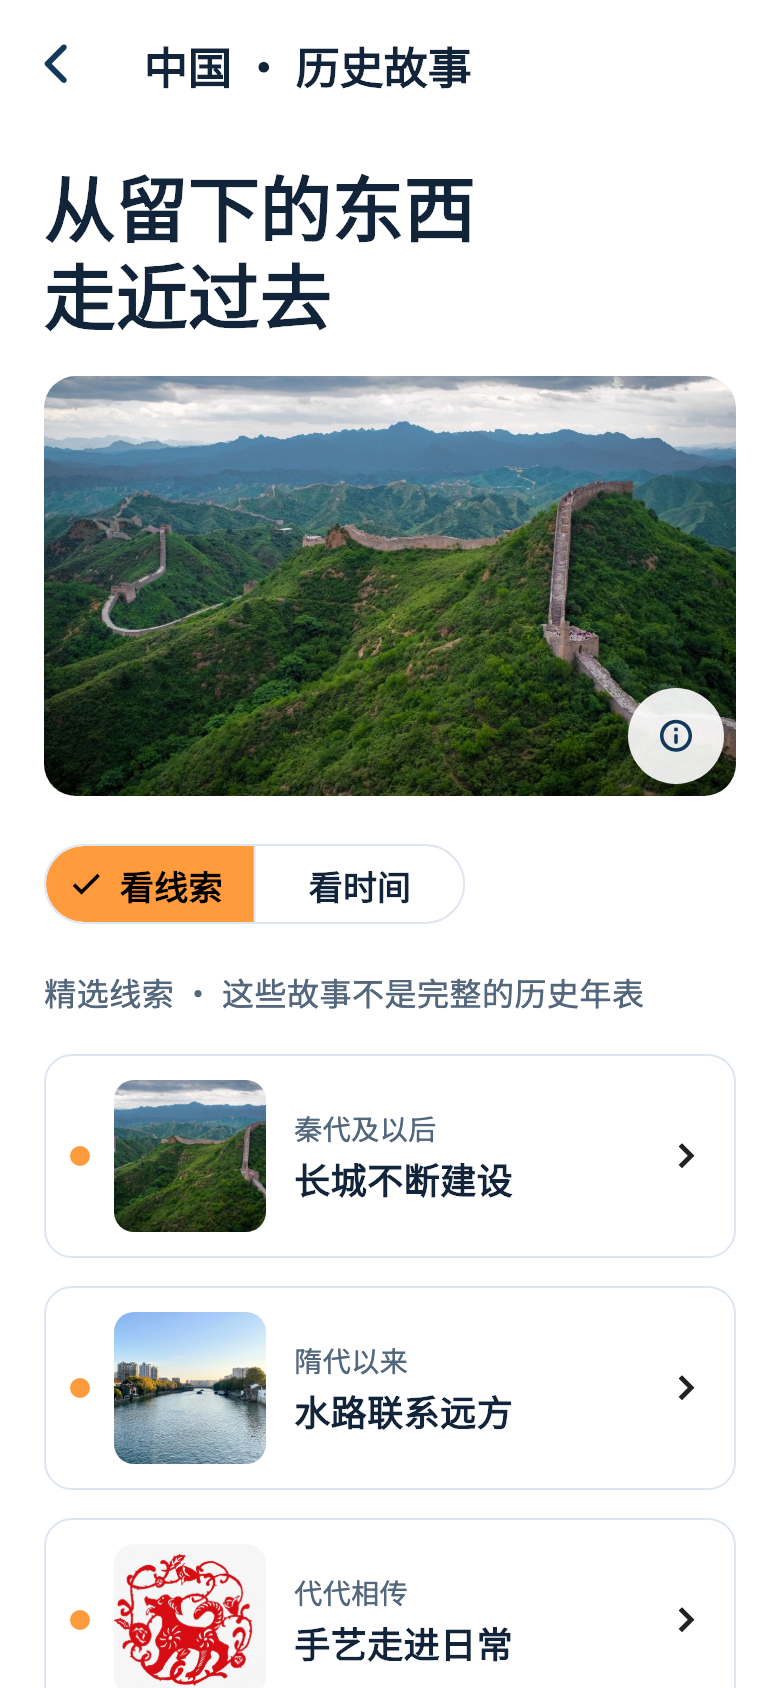 中国 · 历史故事
从留下的东西
走近过去
看线索
看时间
精选线索 · 这些故事不是完整的历史年表
秦代及以后
长城不断建设
隋代以来
水路联系远方
代代相传
手艺走进日常